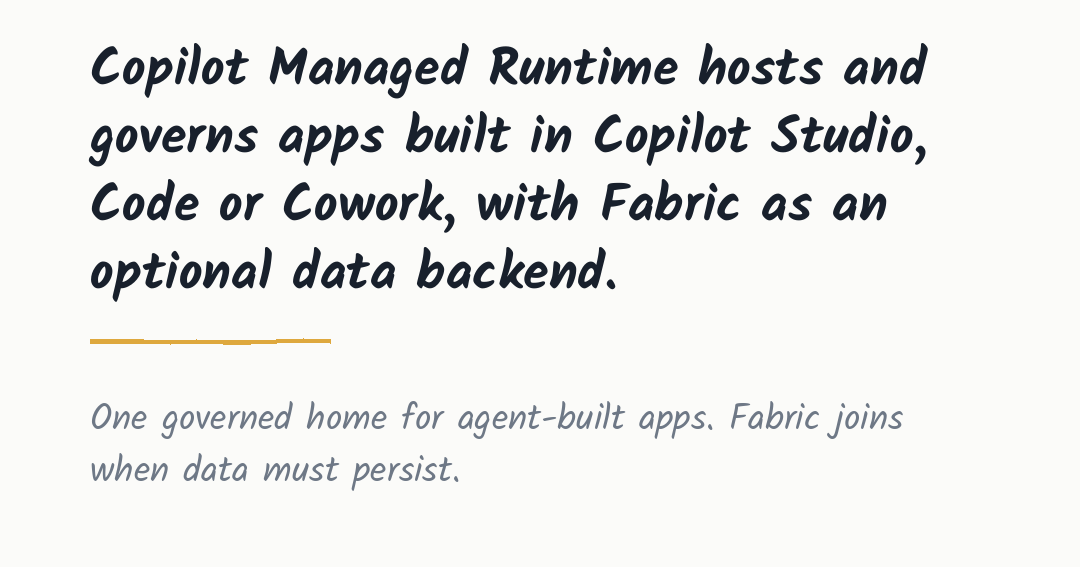 Copilot Managed Runtime hosts and
governs apps built in Copilot Studio,
Code or Cowork, with Fabric as an
optional data backend.
One governed home for agent-built apps. Fabric joins
when data must persist.